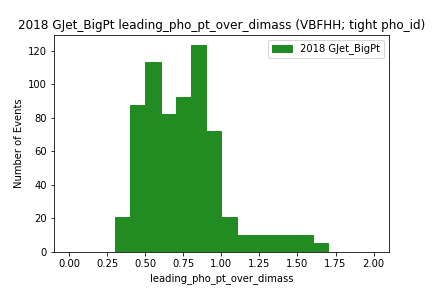 2018 GJet_BigPt leading_pho_pt_over_dimass (VBFHH; tight pho_id)
2018 GJet_BigPt
Number of Events
120
100
80
60
40
20
0
0.00 0.25 0.50 0.75 1.00 1.25 1.50 1.75 2.00
leading_pho_pt_over_dimass